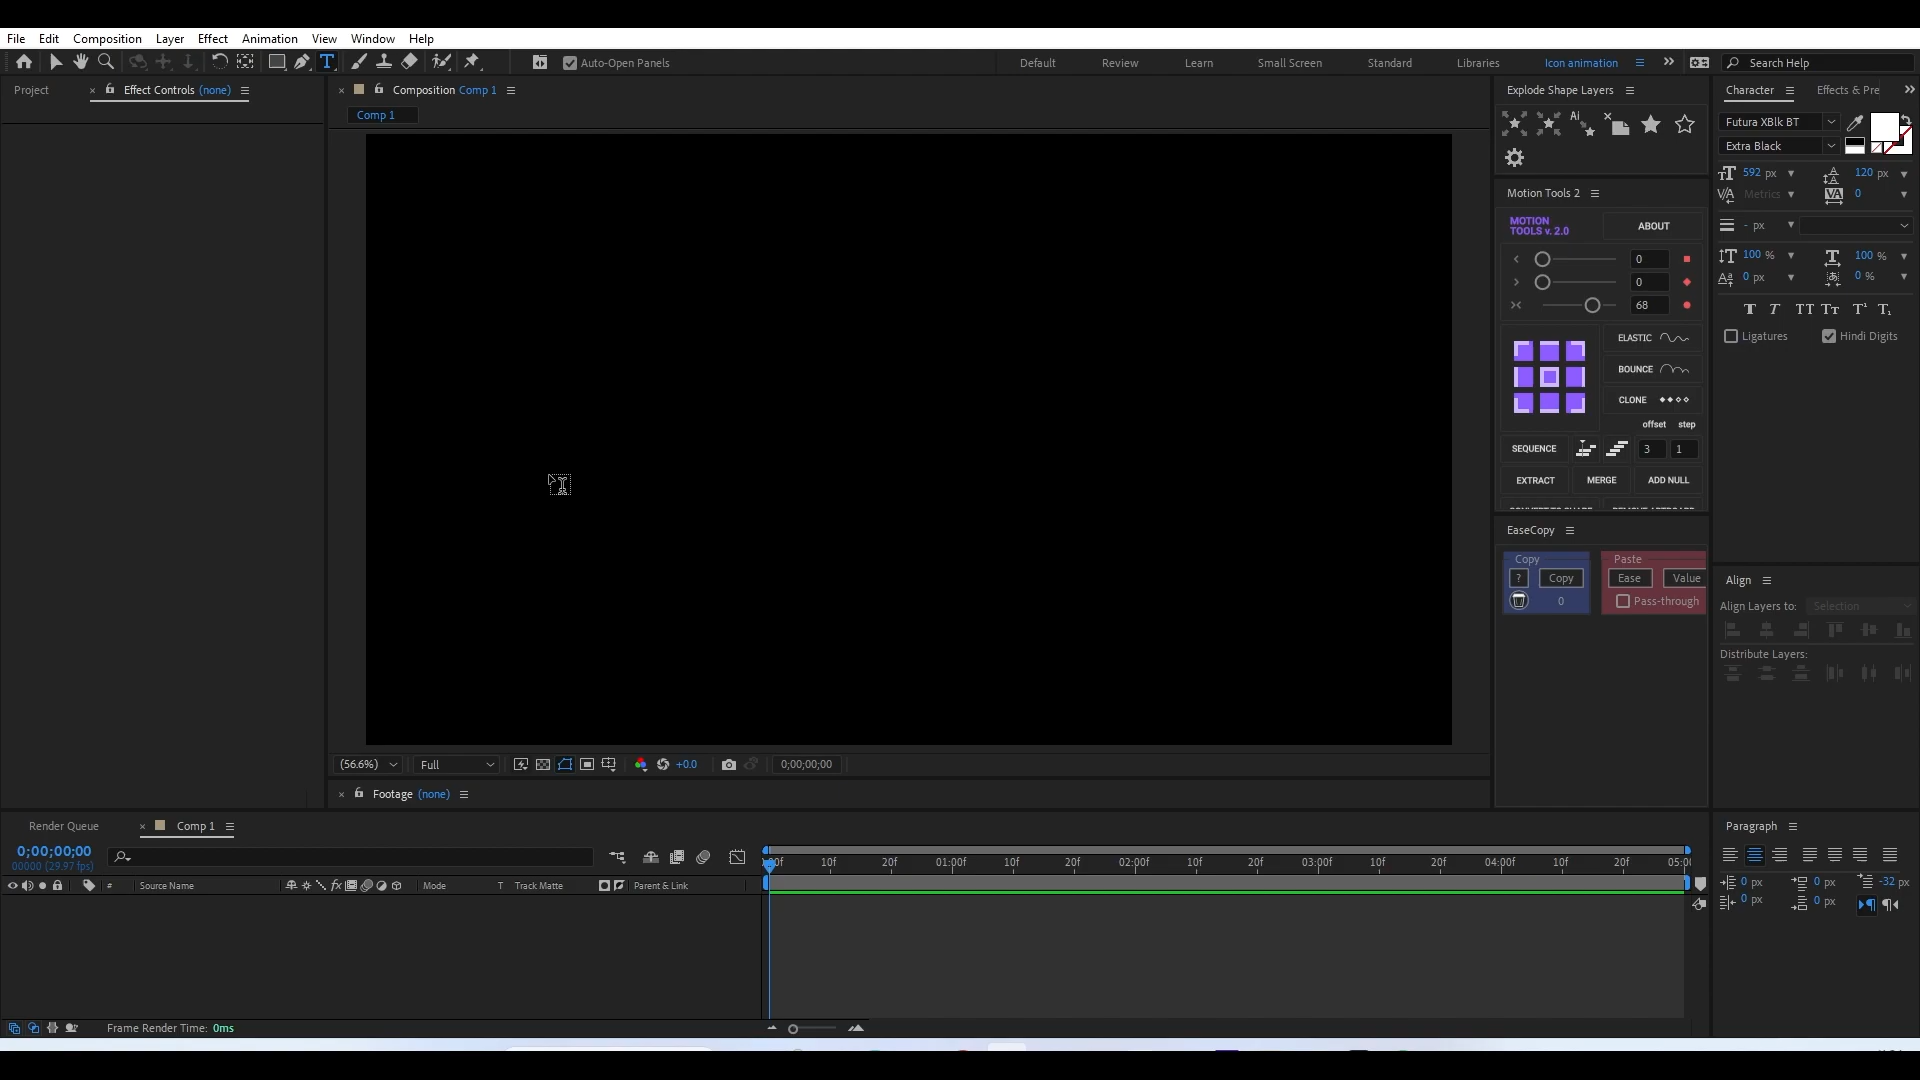 File Edit Composition Layer Effect Animation View Window Help
Auto-Open Panels Default Review Learn Small Screen Standard Libraries Icon animation Search Help
Project × Effect Controls (none)
× Composition Comp 1
Comp 1
Explode Shape Layers
Ai
Motion Tools 2
MOTION
TOOLS v. 2.0
ABOUT
0
0
68
ELASTIC
BOUNCE
CLONE
offset step
SEQUENCE 3 1
EXTRACT MERGE ADD NULL
EaseCopy
Copy
? Copy
0
Paste
Ease Value
Pass-through
Character Effects & Pre
Futura XBlk BT
Extra Black
592 px 120 px
Metrics 0
- px
100 % 100 %
0 px 0 %
Ligatures Hindi Digits
Align
Align Layers to: Selection
Distribute Layers:
(56.6%) Full +0.0 0;00;00;00
× Footage (none)
Render Queue × Comp 1
0;00;00;00
00000 (29.97 fps)
# Source Name Mode T Track Matte Parent & Link
10f 20f 01:00f 10f 20f 02:00f 10f 20f 03:00f 10f 20f 04:00f 10f 20f
Frame Render Time: 0ms
Paragraph
0 px 0 px -32 px
0 px 0 px